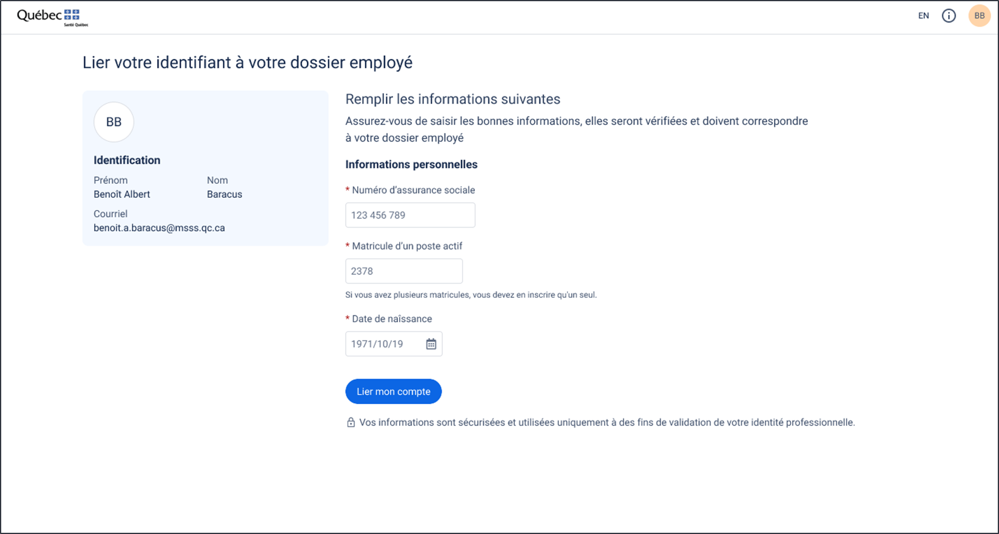 Québec
Santé Québec
EN
BB
Lier votre identifiant à votre dossier employé
BB
Identification
Prénom
Nom
Benoît Albert
Baracus
Courriel
benoit.a.baracus@msss.qc.ca
Remplir les informations suivantes
Assurez-vous de saisir les bonnes informations, elles seront vérifiées et doivent correspondre
à votre dossier employé
Informations personnelles
* Numéro d’assurance sociale
123 456 789
* Matricule d’un poste actif
2378
Si vous avez plusieurs matricules, vous devez en inscrire qu'un seul.
* Date de naîssance
1971/10/19
Lier mon compte
Vos informations sont sécurisées et utilisées uniquement à des fins de validation de votre identité professionnelle.